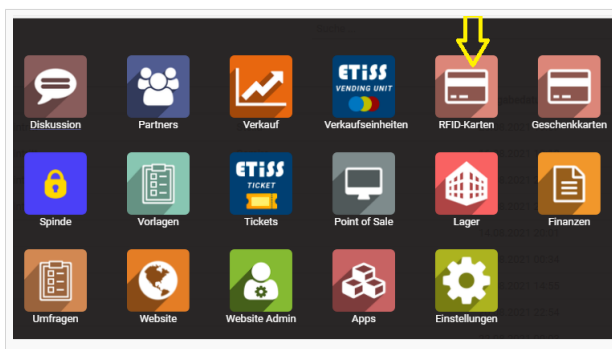 Diskussion
Partners
Verkauf
ETiSS
VENDING UNIT
Verkaufseinheiten
RFID-Karten
Geschenkkarten
Spinde
Vorlagen
ETiSS
TICKET
Tickets
Point of Sale
Lager
Finanzen
Umfragen
Website
Website Admin
Apps
Einstellungen